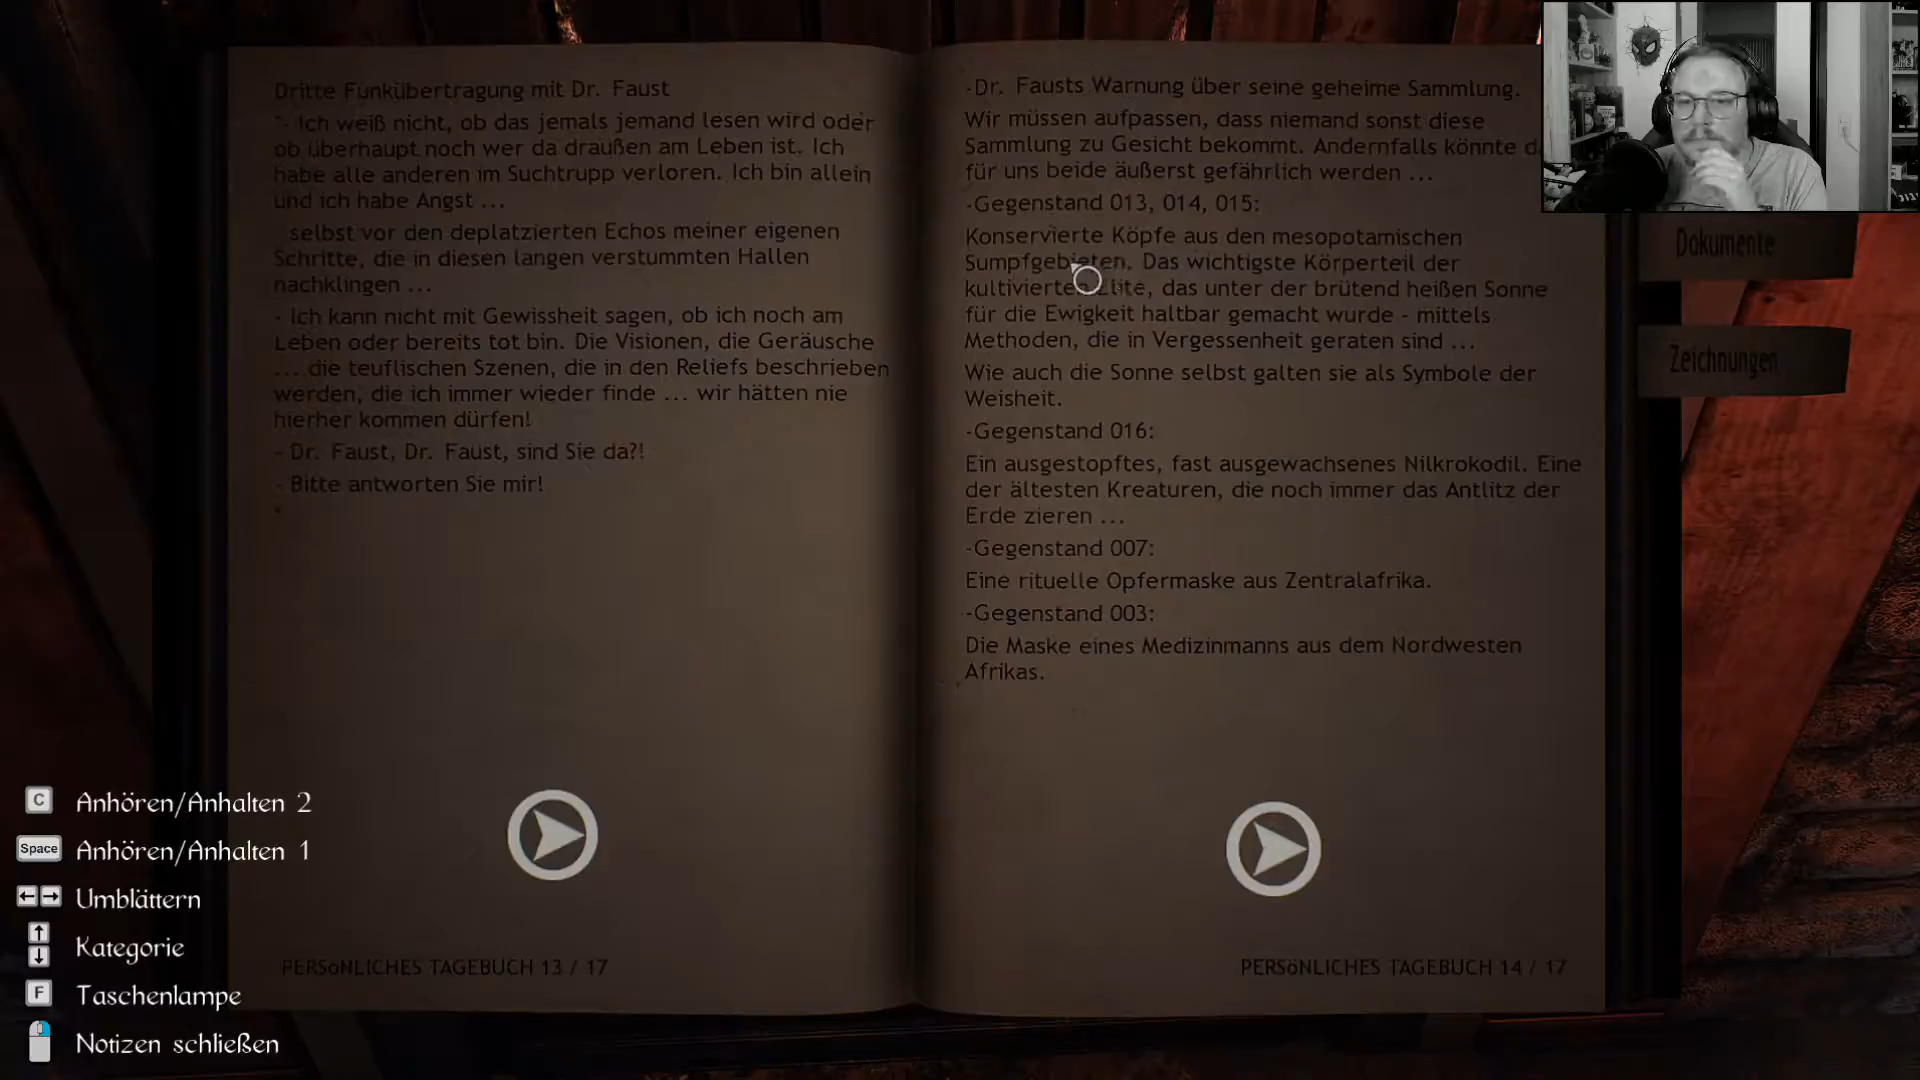 Dritte Funkübertragung mit Dr. Faust
"- Ich weiß nicht, ob das jemals jemand lesen wird oder
ob überhaupt noch wer da draußen am Leben ist. Ich
habe alle anderen im Suchtrupp verloren. Ich bin allein
und ich habe Angst ...
selbst vor den deplatzierten Echos meiner eigenen
Schritte, die in diesen langen verstummten Hallen
nachklingen ...
- Ich kann nicht mit Gewissheit sagen, ob ich noch am
Leben oder bereits tot bin. Die Visionen, die Geräusche
... die teuflischen Szenen, die in den Reliefs beschrieben
werden, die ich immer wieder finde ... wir hätten nie
hierher kommen dürfen!
- Dr. Faust, Dr. Faust, sind Sie da?!
- Bitte antworten Sie mir!
PERSöNLICHES TAGEBUCH 13 / 17
-Dr. Fausts Warnung über seine geheime Sammlung.
Wir müssen aufpassen, dass niemand sonst diese
Sammlung zu Gesicht bekommt. Andernfalls könnte
für uns beide äußerst gefährlich werden ...
-Gegenstand 013, 014, 015:
Konservierte Köpfe aus den mesopotamischen
Sumpfgebieten. Das wichtigste Körperteil der
kultivierten Elite, das unter der brütend heißen Sonne
für die Ewigkeit haltbar gemacht wurde - mittels
Methoden, die in Vergessenheit geraten sind ...
Wie auch die Sonne selbst galten sie als Symbole der
Weisheit.
-Gegenstand 016:
Ein ausgestopftes, fast ausgewachsenes Nilkrokodil. Eine
der ältesten Kreaturen, die noch immer das Antlitz der
Erde zieren ...
-Gegenstand 007:
Eine rituelle Opfermaske aus Zentralafrika.
-Gegenstand 003:
Die Maske eines Medizinmanns aus dem Nordwesten
Afrikas.
PERSöNLICHES TAGEBUCH 14 / 17
Dokumente
Zeichnungen
C Anhören/Anhalten 2
Space Anhören/Anhalten 1
←→ Umblättern
↑↓ Kategorie
F Taschenlampe
Notizen schließen